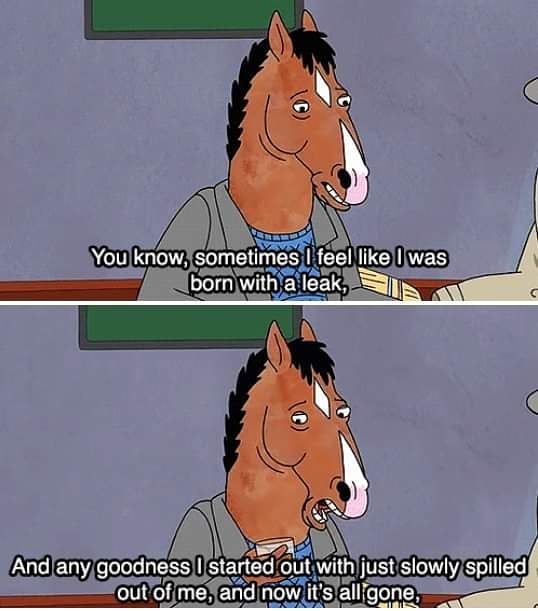 You know, sometimes I feel like I was
born with a leak,
And any goodness I started out with just slowly spilled
out of me, and now it's all gone,